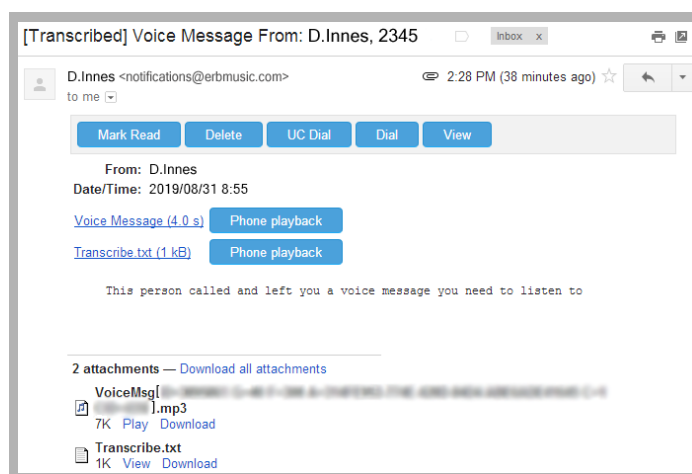 [Transcribed] Voice Message From: D.Innes, 2345 Inbox x
D.Innes <notifications@erbmusic.com> 2:28 PM (38 minutes ago)
to me
Mark Read Delete UC Dial Dial View
From: D.Innes
Date/Time: 2019/08/31 8:55
Voice Message (4.0 s) Phone playback
Transcribe.txt (1 kB) Phone playback
This person called and left you a voice message you need to listen to
2 attachments — Download all attachments
VoiceMsg[
].mp3
7K Play Download
Transcribe.txt
1K View Download